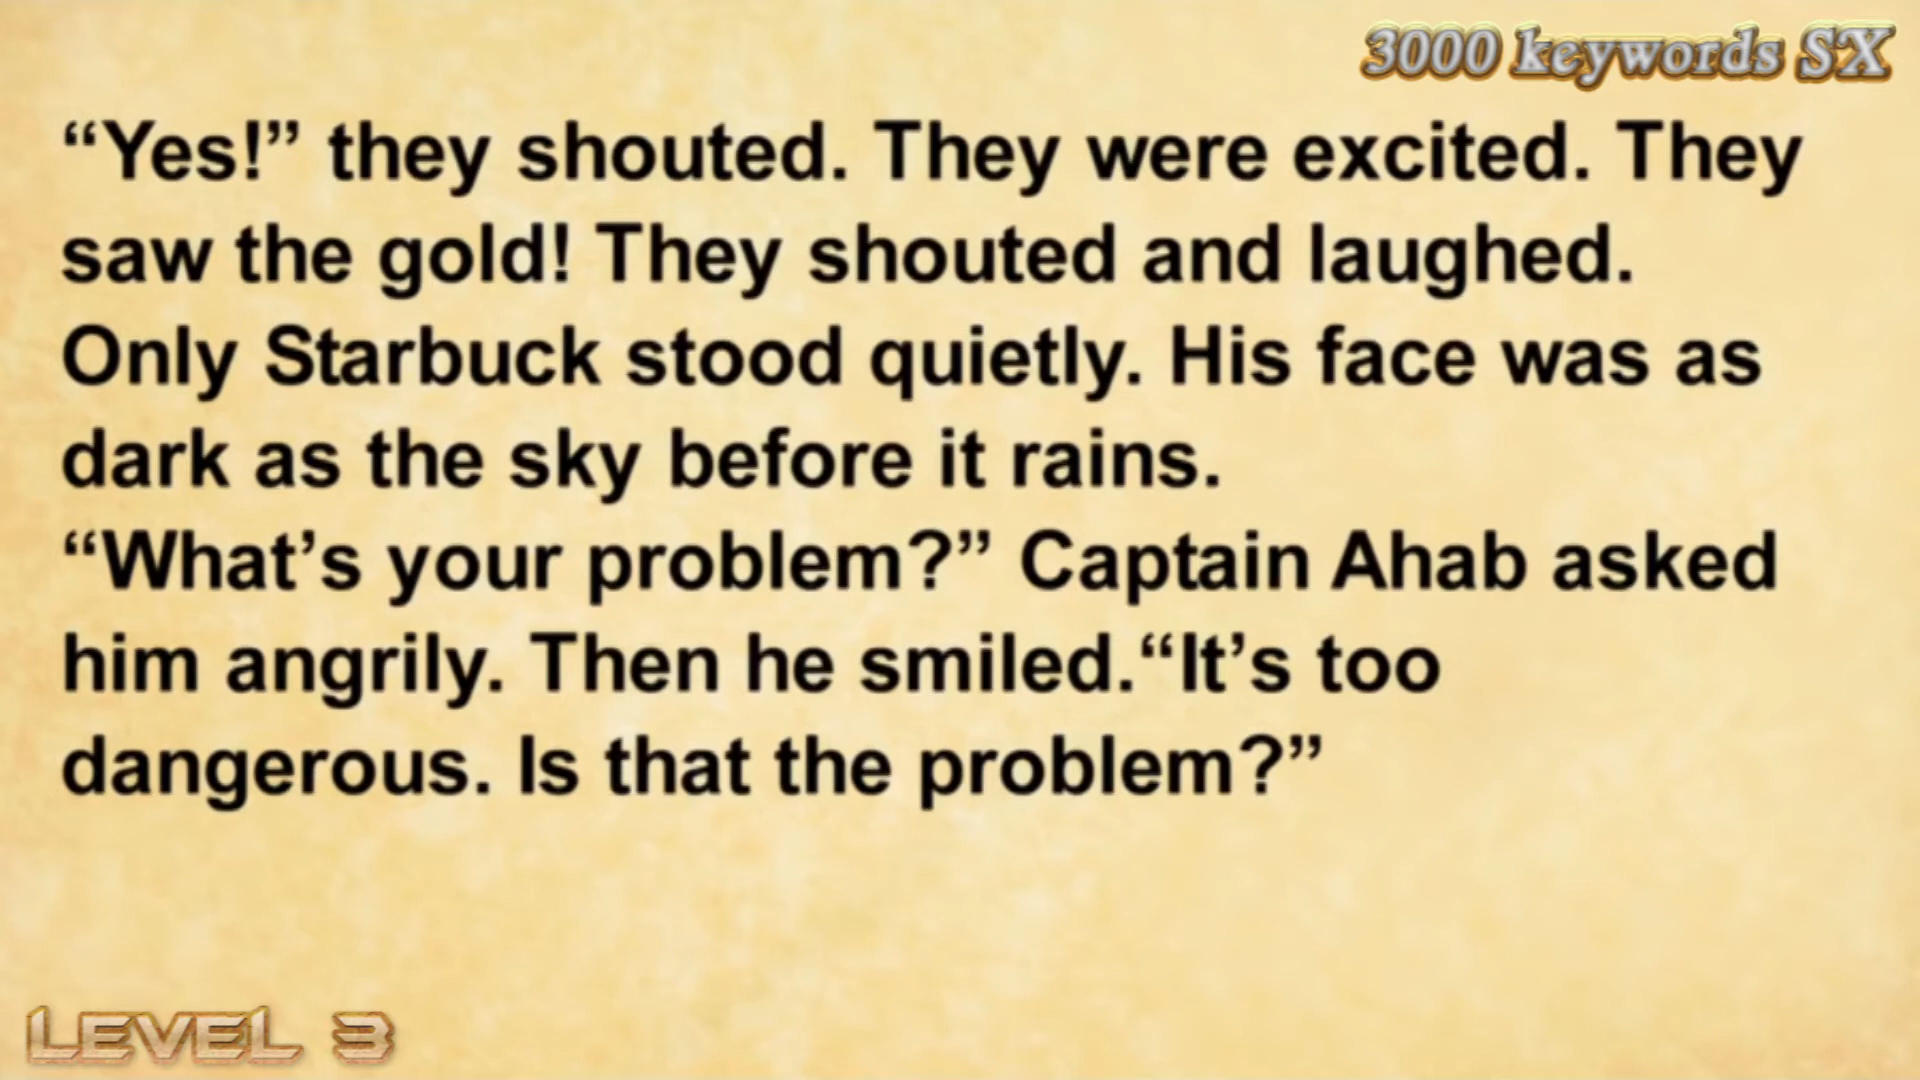 3000 keywords SX
“Yes!” they shouted. They were excited. They
saw the gold! They shouted and laughed.
Only Starbuck stood quietly. His face was as
dark as the sky before it rains.
“What’s your problem?” Captain Ahab asked
him angrily. Then he smiled.“It’s too
dangerous. Is that the problem?”
LEVEL 3